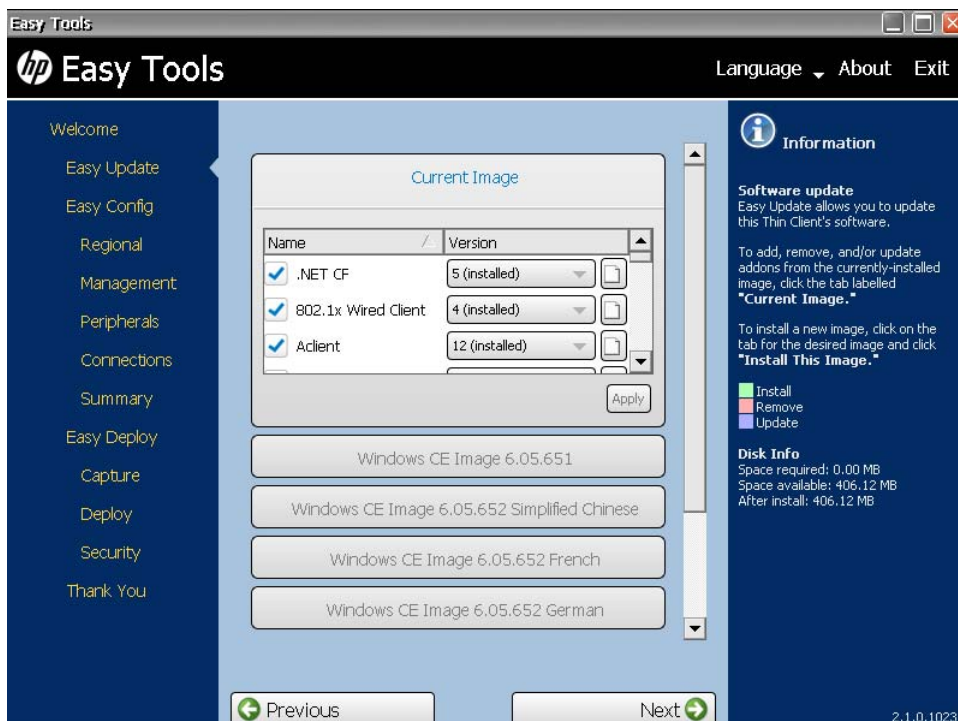 Easy Tools
hp Easy Tools
Language About Exit
Welcome
Easy Update
Easy Config
Regional
Management
Peripherals
Connections
Summary
Easy Deploy
Capture
Deploy
Security
Thank You
Current Image
Name Version
.NET CF 5 (installed)
802.1x Wired Client 4 (installed)
Aclient 12 (installed)
Apply
Windows CE Image 6.05.651
Windows CE Image 6.05.652 Simplified Chinese
Windows CE Image 6.05.652 French
Windows CE Image 6.05.652 German
Previous
Next
Information
Software update
Easy Update allows you to update
this Thin Client's software.
To add, remove, and/or update
addons from the currently-installed
image, click the tab labelled
"Current Image."
To install a new image, click on the
tab for the desired image and click
"Install This Image."
Install
Remove
Update
Disk Info
Space required: 0.00 MB
Space available: 406.12 MB
After install: 406.12 MB
2.1.0.1023